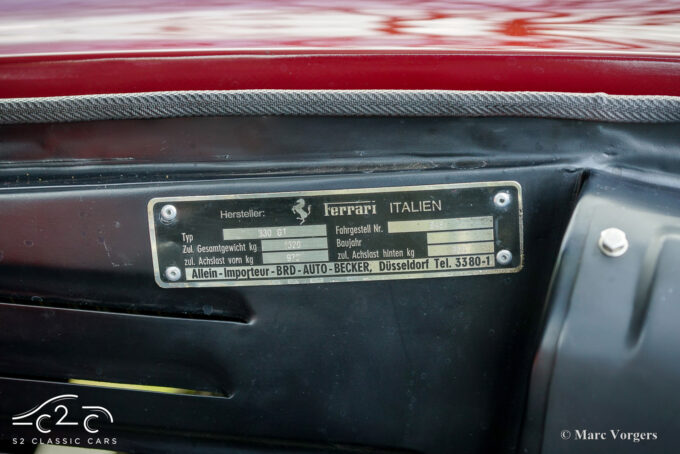 Hersteller: Ferrari ITALIEN
Typ 330 GT Fahrgestell Nr.
Zul. Gesamtgewicht kg Baujahr
zul. Achslast vorn kg zul. Achslast hinten kg
Allein-Importeur-BRD-AUTO-BECKER, Düsseldorf Tel. 3380-1
S2 CLASSIC CARS
© Marc Vorgers